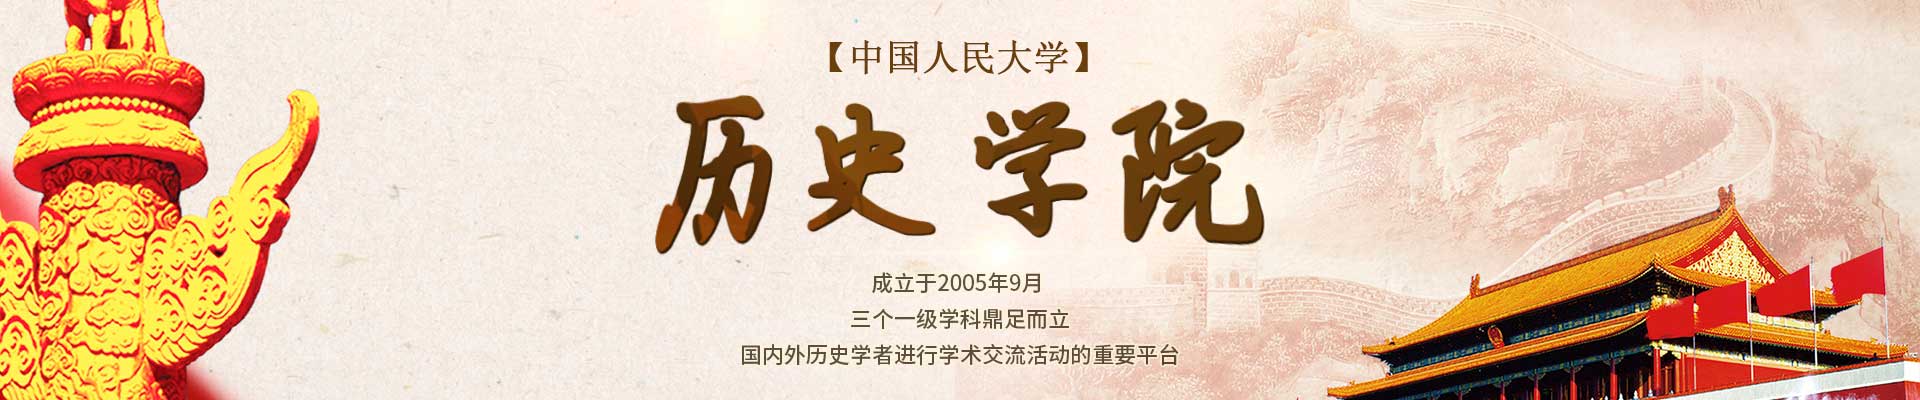 【中国人民大学】
历史学院
成立于2005年9月
三个一级学科鼎足而立
国内外历史学者进行学术交流活动的重要平台